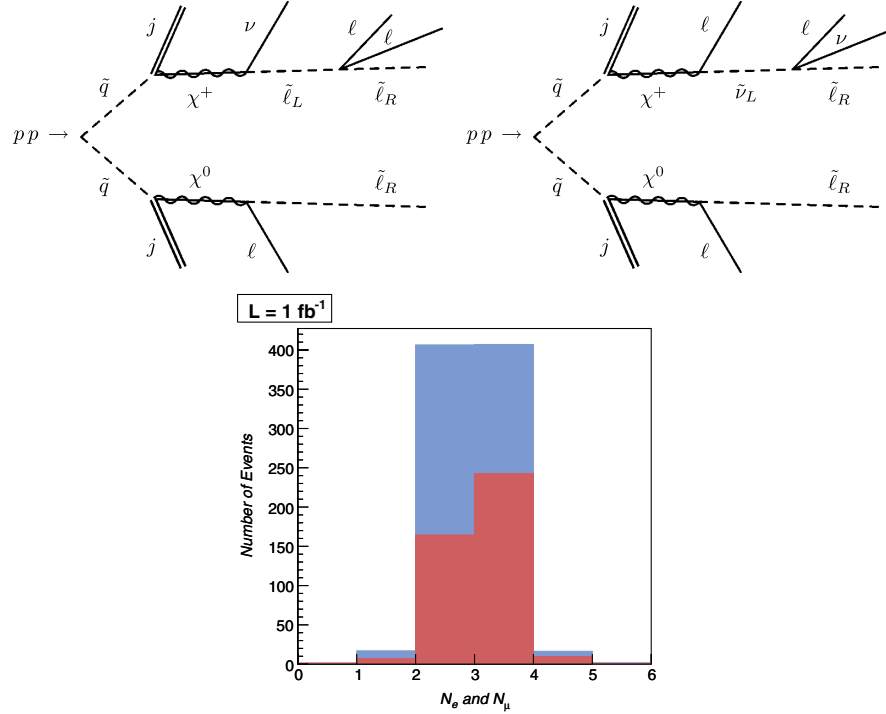 j ν ℓ ℓ
q̃ χ⁺ ℓ̃_L ℓ̃_R
p p →
q̃ χ⁰ ℓ̃_R
j ℓ
j ℓ ℓ ν
q̃ χ⁺ ν̃_L ℓ̃_R
p p →
q̃ χ⁰ ℓ̃_R
j ℓ
L = 1 fb⁻¹
Number of Events
400
350
300
250
200
150
100
50
0
0 1 2 3 4 5 6
N_e and N_μ